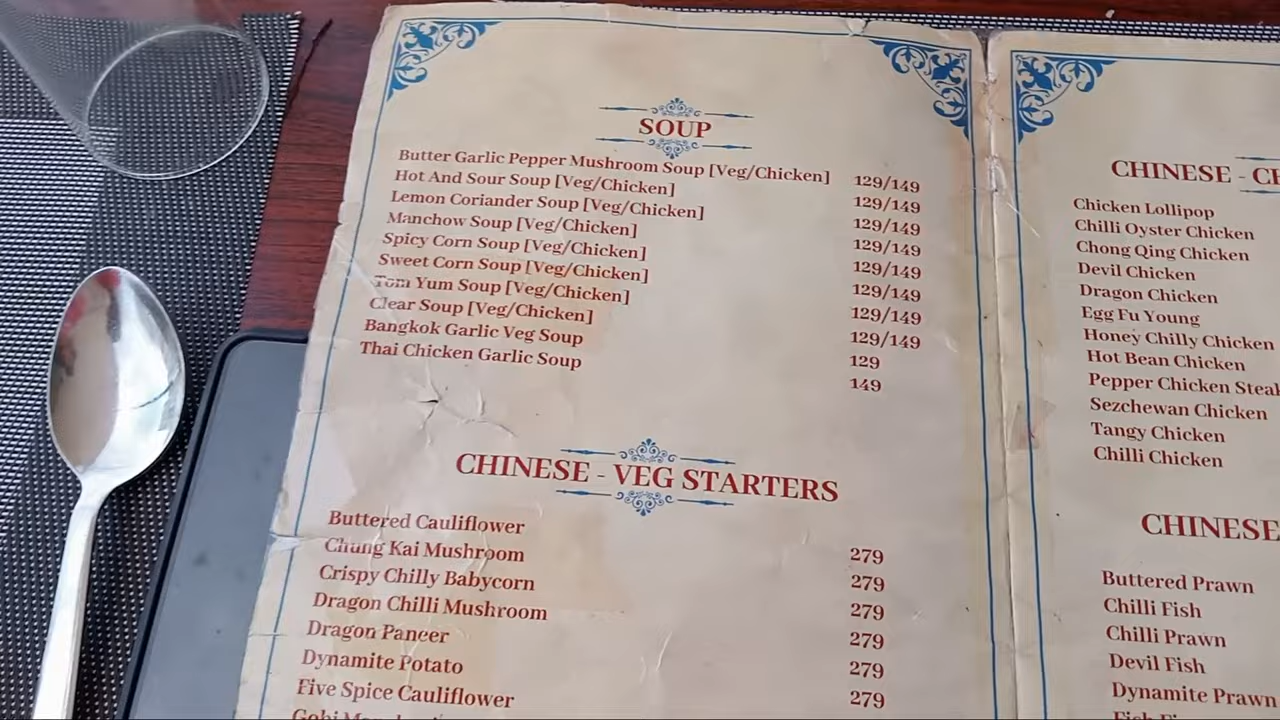 SOUP
Butter Garlic Pepper Mushroom Soup [Veg/Chicken] 129/149
Hot And Sour Soup [Veg/Chicken] 129/149
Lemon Coriander Soup [Veg/Chicken] 129/149
Manchow Soup [Veg/Chicken] 129/149
Spicy Corn Soup [Veg/Chicken] 129/149
Sweet Corn Soup [Veg/Chicken] 129/149
Tom Yum Soup [Veg/Chicken] 129/149
Clear Soup [Veg/Chicken] 129/149
Bangkok Garlic Veg Soup 129
Thai Chicken Garlic Soup 149
CHINESE - VEG STARTERS
Buttered Cauliflower 279
Chung Kai Mushroom 279
Crispy Chilly Babycorn 279
Dragon Chilli Mushroom 279
Dragon Paneer 279
Dynamite Potato 279
Five Spice Cauliflower
Gobi
CHINESE -
Chicken Lollipop
Chilli Oyster Chicken
Chong Qing Chicken
Devil Chicken
Dragon Chicken
Egg Fu Young
Honey Chilly Chicken
Hot Bean Chicken
Pepper Chicken
Sezchewan Chicken
Tangy Chicken
Chilli Chicken
CHINESE
Buttered Prawn
Chilli Fish
Chilli Prawn
Devil Fish
Dynamite Prawn
Fish